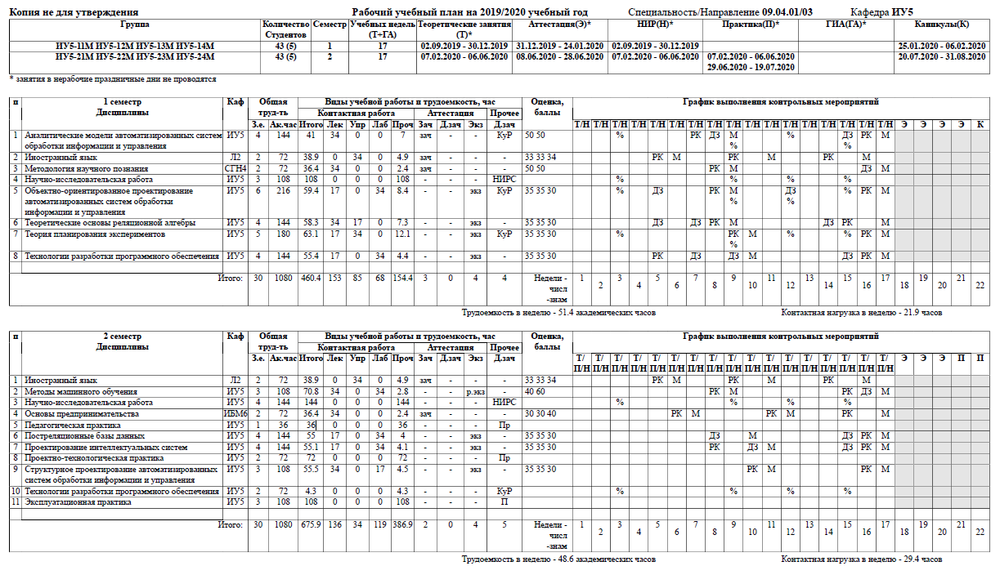 Копия не для утверждения Рабочий учебный план на 2019/2020 учебный год Специальность/Направление 09.04.01/03 Кафедра ИУ5
Группа Количество Студентов Семестр Учебных недель (Т+ГА) Теоретические занятия (Т)* Аттестация(Э)* НИР(Н)* Практика(П)* ГИА(ГА)* Каникулы(К)
ИУ5-11М ИУ5-12М ИУ5-13М ИУ5-14М 43 (5) 1 17 02.09.2019 - 30.12.2019 31.12.2019 - 24.01.2020 02.09.2019 - 30.12.2019 25.01.2020 - 06.02.2020
ИУ5-21М ИУ5-22М ИУ5-23М ИУ5-24М 43 (5) 2 17 07.02.2020 - 06.06.2020 08.06.2020 - 28.06.2020 07.02.2020 - 06.06.2020 07.02.2020 - 06.06.2020 20.07.2020 - 31.08.2020
29.06.2020 - 19.07.2020
* занятия в нерабочие праздничные дни не проводятся
п 1 семестр Каф Общая Виды учебной работы и трудоемкость, час Оценка, График выполнения контрольных мероприятий
Дисциплины труд-ть Контактная работа Аттестация Прочее баллы
З.е. Ак.час Итого Лек Упр Лаб Проч Зач Д.зач Экз Д.зач Т/Н Т/Н Т/Н Т/Н Т/Н Т/Н Т/Н Т/Н Т/Н Т/Н Т/Н Т/Н Т/Н Т/Н Т/Н Т/Н Т/Н Э Э Э Э К
1 Аналитические модели автоматизированных систем ИУ5 4 144 41 34 0 0 7 зач - - КуР 50 50 % РК ДЗ М % ДЗ РК М
обработки информации и управления % %
2 Иностранный язык Л2 2 72 38.9 0 34 0 4.9 зач - - - 33 33 34 РК М РК М РК М
3 Методология научного познания СГН4 2 72 36.4 34 0 0 2.4 зач - - - 50 50 РК М ДЗ М
4 Научно-исследовательская работа ИУ5 3 108 108 0 0 0 108 - - - НИРС % % % %
5 Объектно-ориентированное проектирование ИУ5 6 216 59.4 17 0 34 8.4 - - экз КуР 35 35 30 % ДЗ РК М ДЗ % РК М
автоматизированных систем обработки % %
информации и управления
6 Теоретические основы реляционной алгебры ИУ5 4 144 58.3 34 17 0 7.3 - - экз - 35 35 30 ДЗ ДЗ РК М ДЗ РК М
7 Теория планирования экспериментов ИУ5 5 180 63.1 17 34 0 12.1 - - экз КуР 35 35 30 % РК М % % РК М
%
8 Технологии разработки программного обеспечения ИУ5 4 144 55.4 17 0 34 4.4 - - экз - 35 35 30 РК ДЗ ДЗ М ДЗ РК М
Итого: 30 1080 460.4 153 85 68 154.4 3 0 4 4 Недели - числ -знам 1 2 3 4 5 6 7 8 9 10 11 12 13 14 15 16 17 18 19 20 21 22
Трудоемкость в неделю - 51.4 академических часов Контактная нагрузка в неделю - 21.9 часов
п 2 семестр Каф Общая Виды учебной работы и трудоемкость, час Оценка, График выполнения контрольных мероприятий
Дисциплины труд-ть Контактная работа Аттестация Прочее баллы
З.е. Ак.час Итого Лек Упр Лаб Проч Зач Д.зач Экз Д.зач Т/П/Н Т/П/Н Т/П/Н Т/П/Н Т/П/Н Т/П/Н Т/П/Н Т/П/Н Т/П/Н Т/П/Н Т/П/Н Т/П/Н Т/П/Н Т/П/Н Т/П/Н Т/П/Н Т/П/Н Э Э Э П П
1 Иностранный язык Л2 2 72 38.9 0 34 0 4.9 зач - - - 33 33 34 РК М РК М РК М
2 Методы машинного обучения ИУ5 3 108 70.8 34 0 34 2.8 - - р.экз - 40 60 РК М РК ДЗ М
3 Научно-исследовательская работа ИУ5 4 144 144 0 0 0 144 - - - НИРС % % % %
4 Основы предпринимательства ИБМ6 2 72 36.4 34 0 0 2.4 зач - - - 30 30 40 РК М РК М РК М
5 Педагогическая практика ИУ5 1 36 36 0 0 0 36 - - - Пр
6 Постреляционные базы данных ИУ5 4 144 55 17 0 34 4 - - экз - 35 35 30 ДЗ М ДЗ РК М
7 Проектирование интеллектуальных систем ИУ5 4 144 55.1 17 0 34 4.1 - - экз - 35 35 30 РК ДЗ М ДЗ РК М
8 Проектно-технологическая практика ИУ5 2 72 72 0 0 0 72 - - - Пр
9 Структурное проектирование автоматизированных ИУ5 3 108 55.5 34 0 17 4.5 - - экз - 35 35 30 РК М РК М
систем обработки информации и управления
10 Технологии разработки программного обеспечения ИУ5 2 72 4.3 0 0 0 4.3 - - - КуР % % % %
11 Эксплуатационная практика ИУ5 3 108 108 0 0 0 108 - - - П
Итого: 30 1080 675.9 136 34 119 386.9 2 0 4 5 Недели - числ -знам 1 2 3 4 5 6 7 8 9 10 11 12 13 14 15 16 17 18 19 20 21 22
Трудоемкость в неделю - 48.6 академических часов Контактная нагрузка в неделю - 29.4 часов